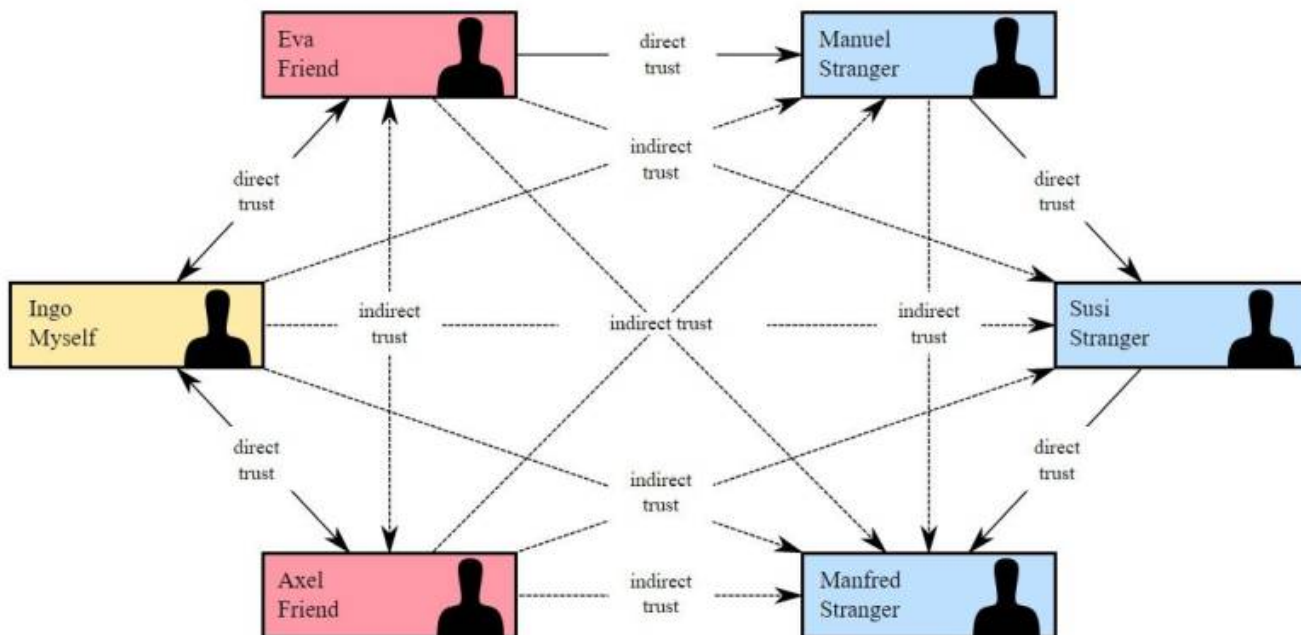 Eva
Friend
direct
trust
Manuel
Stranger
indirect
trust
direct
trust
direct
trust
Ingo
Myself
indirect
trust
indirect trust
indirect
trust
Susi
Stranger
direct
trust
indirect
trust
direct
trust
Axel
Friend
indirect
trust
Manfred
Stranger